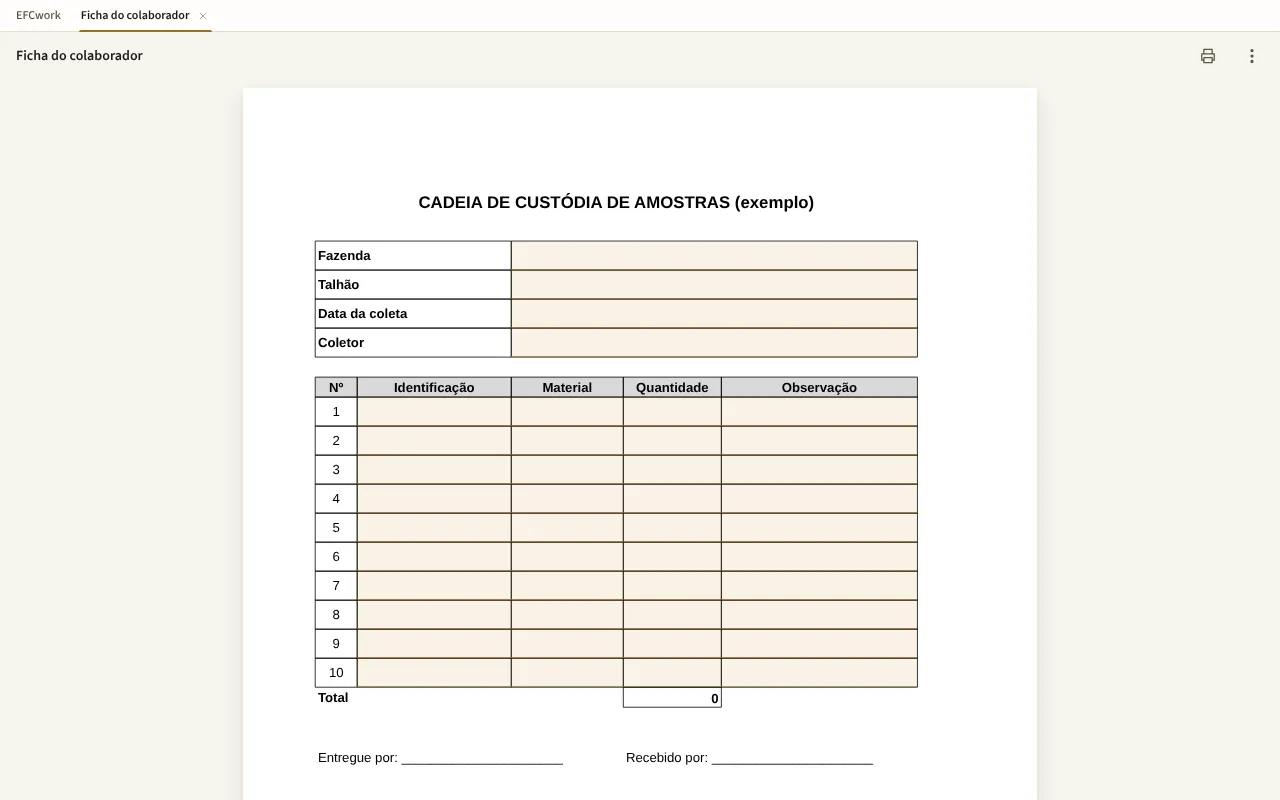 EFCwork Ficha do colaborador
Ficha do colaborador
CADEIA DE CUSTÓDIA DE AMOSTRAS (exemplo)
Fazenda
Talhão
Data da coleta
Coletor
Nº Identificação Material Quantidade Observação
1
2
3
4
5
6
7
8
9
10
Total 0
Entregue por: ______________________ Recebido por: ______________________